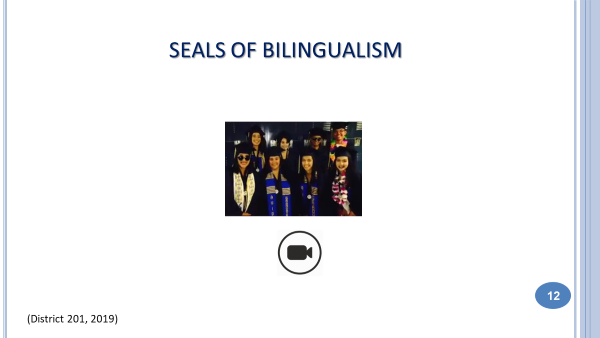 SEALS OF BILINGUALISM
12
(District 201, 2019)